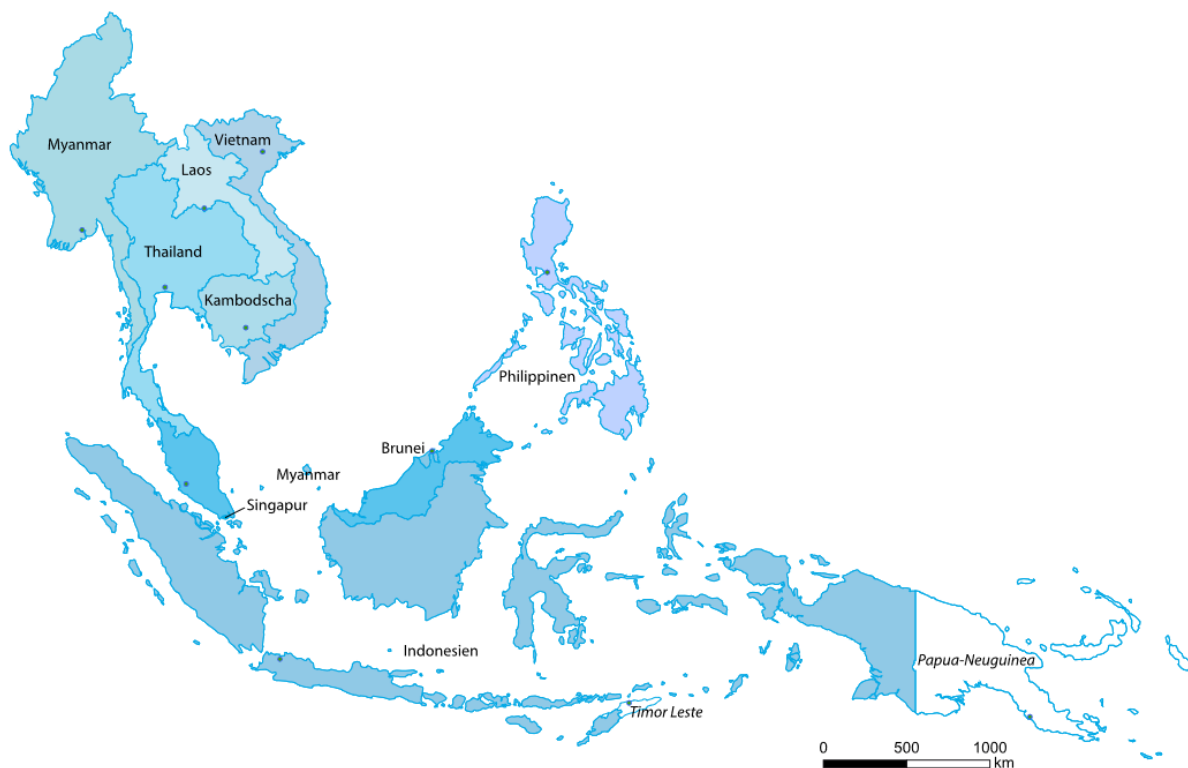 Vietnam
Myanmar
Laos
Thailand
Kambodscha
Philippinen
Brunei
Myanmar
Singapur
Indonesien
Papua-Neuguinea
Timor Leste
0 500 1000
km